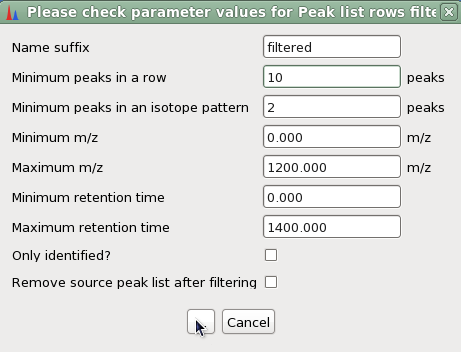 Please check parameter values for Peak list rows filte
Name suffix filtered
Minimum peaks in a row 10 peaks
Minimum peaks in an isotope pattern 2 peaks
Minimum m/z 0.000 m/z
Maximum m/z 1200.000 m/z
Minimum retention time 0.000
Maximum retention time 1400.000
Only identified?
Remove source peak list after filtering
Cancel